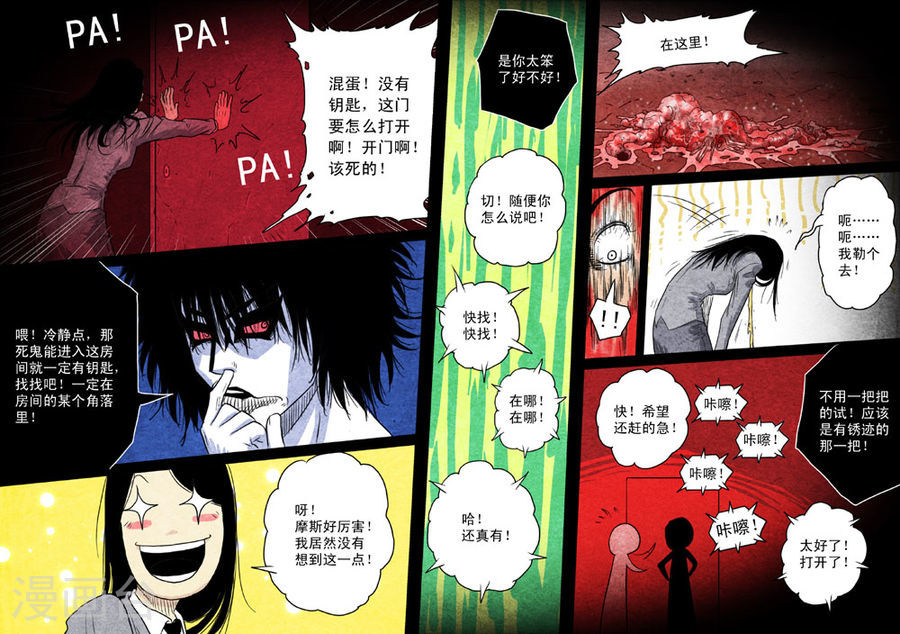 PA!
PA!
PA!
混蛋！没有
钥匙，这门
要怎么打开
啊！开门啊！
该死的！
喂！冷静点，那
死鬼能进入这房
间就一定有钥匙，
找找吧！一定在
房间的某个角落
里！
呀！
摩斯好厉害！
我居然没有
想到这一点！
是你太笨
了好不好！
切！随便你
怎么说吧！
快找！
快找！
在哪！
在哪！
哈！
还真有！
在这里！
呃……
呃……
我勒个
去！
!!
不用一把把
的试！应该
是有锈迹的
那一把！
快！希望
还赶的急！
咔嚓！
咔嚓！
咔嚓！
咔嚓！
太好了！
打开了！
漫画台